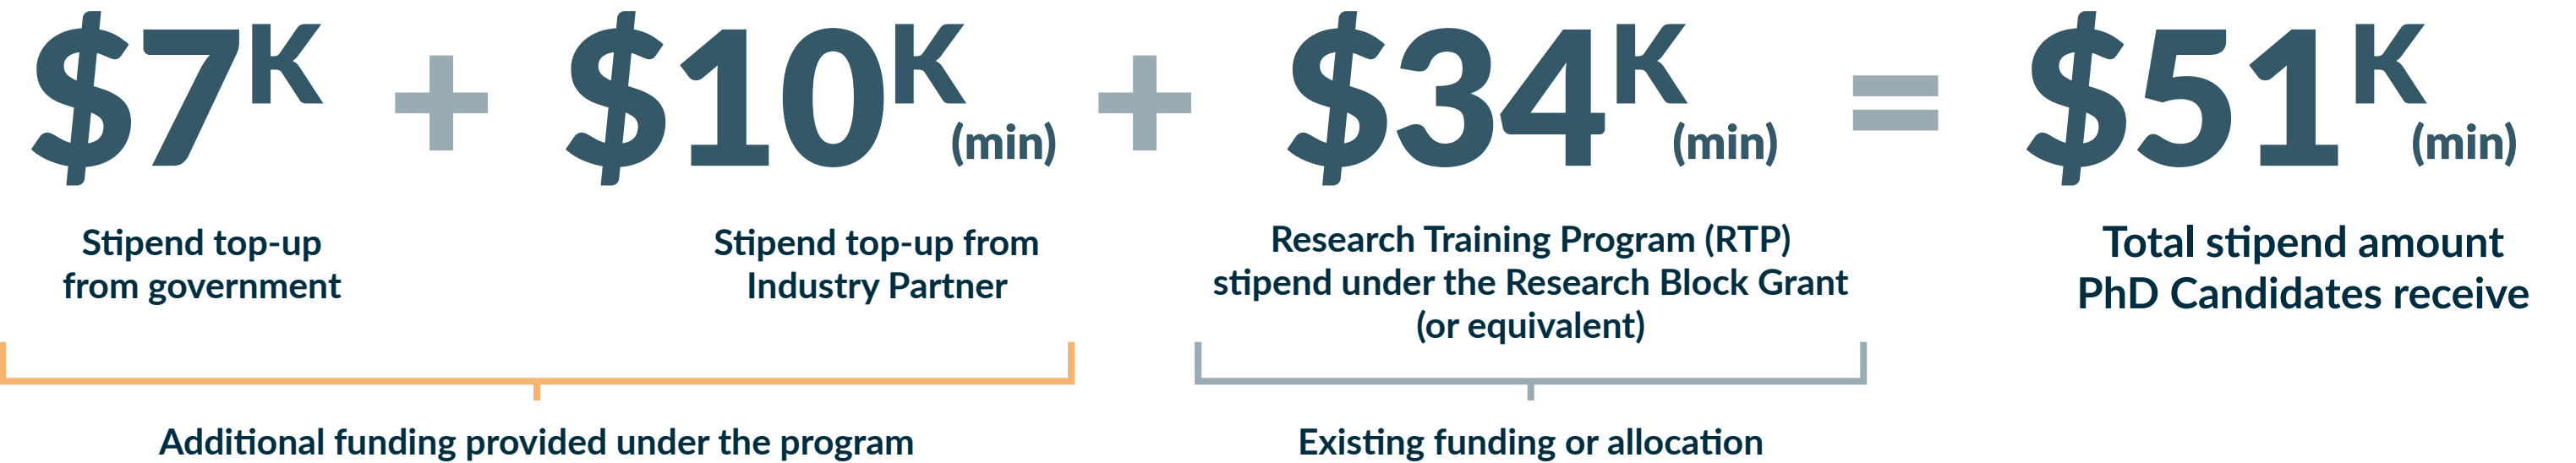 $7K + $10K (min) + $34K (min) = $51K (min)
Stipend top-up
from government
Stipend top-up from
Industry Partner
Research Training Program (RTP)
stipend under the Research Block Grant
(or equivalent)
Total stipend amount
PhD Candidates receive
Additional funding provided under the program
Existing funding or allocation